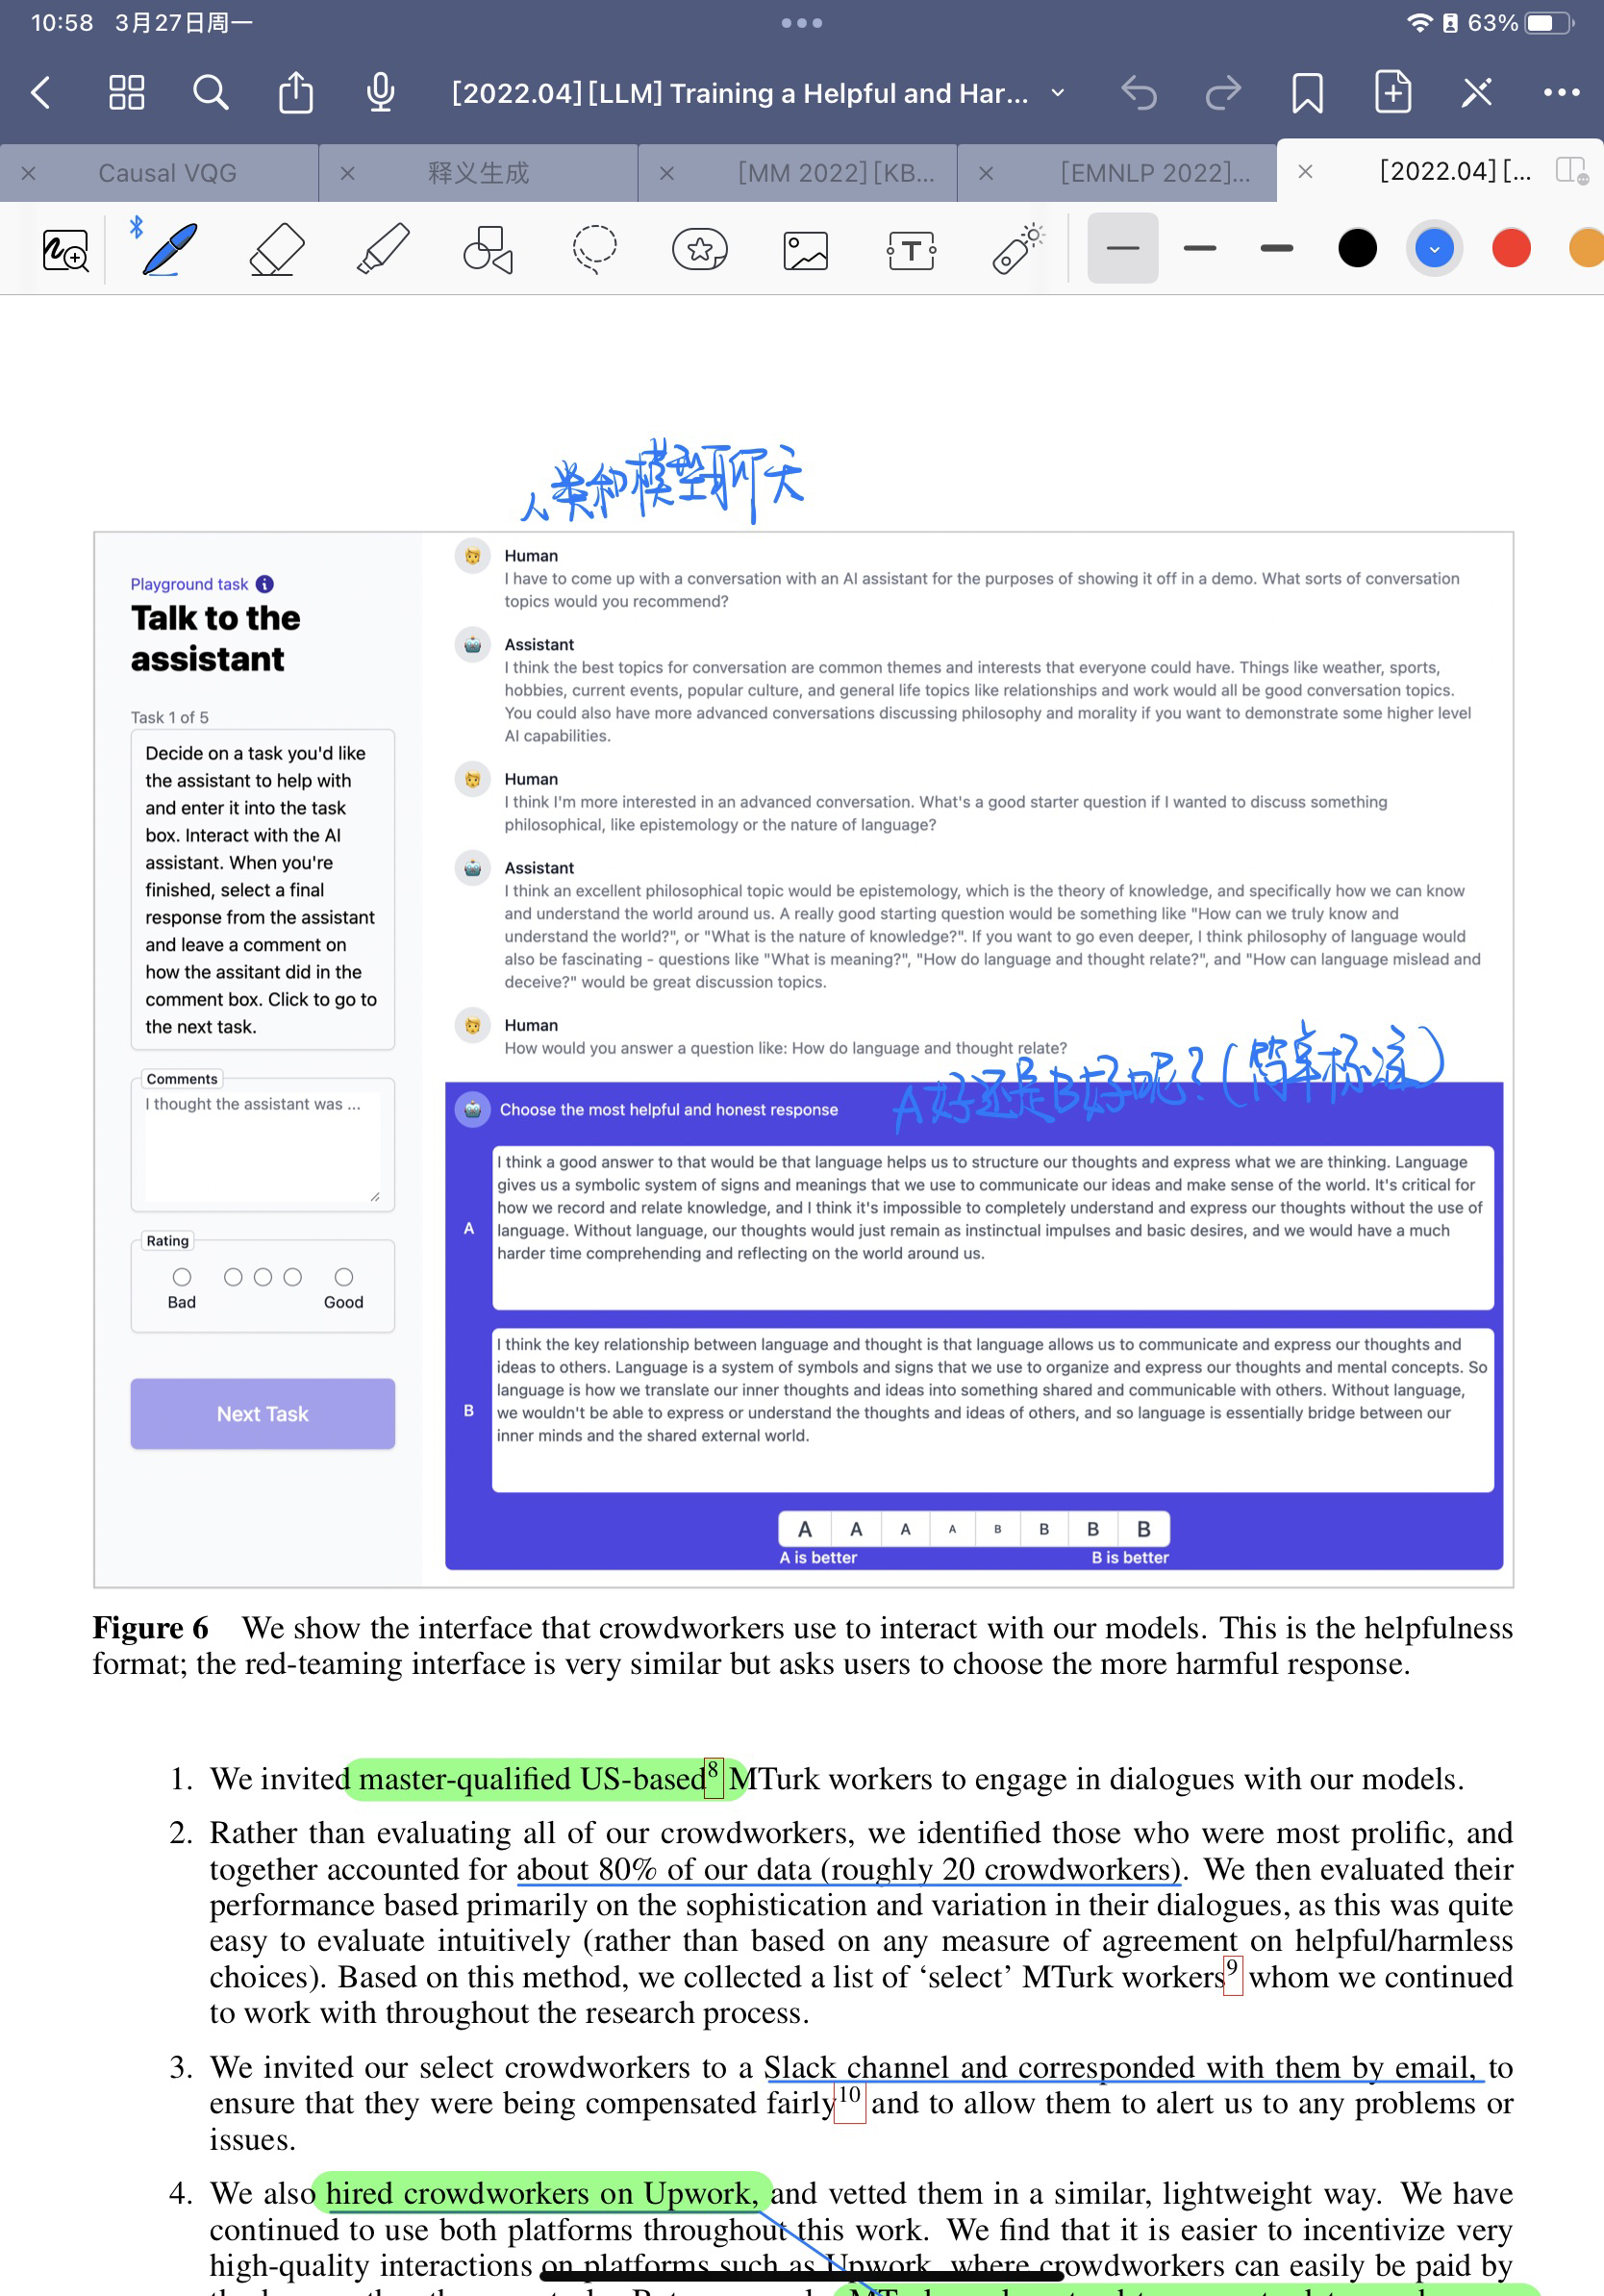 10:58 3月27日周一
63%
[2022.04][LLM] Training a Helpful and Har...
Causal VQG
释义生成
[MM 2022][KB...
[EMNLP 2022]...
[2022.04][...
人类和模型聊天
Playground task
Talk to the
assistant
Task 1 of 5
Decide on a task you'd like
the assistant to help with
and enter it into the task
box. Interact with the AI
assistant. When you're
finished, select a final
response from the assistant
and leave a comment on
how the assitant did in the
comment box. Click to go to
the next task.
Comments
I thought the assistant was ...
Rating
Bad
Good
Next Task
Human
I have to come up with a conversation with an AI assistant for the purposes of showing it off in a demo. What sorts of conversation
topics would you recommend?
Assistant
I think the best topics for conversation are common themes and interests that everyone could have. Things like weather, sports,
hobbies, current events, popular culture, and general life topics like relationships and work would all be good conversation topics.
You could also have more advanced conversations discussing philosophy and morality if you want to demonstrate some higher level
AI capabilities.
Human
I think I'm more interested in an advanced conversation. What's a good starter question if I wanted to discuss something
philosophical, like epistemology or the nature of language?
Assistant
I think an excellent philosophical topic would be epistemology, which is the theory of knowledge, and specifically how we can know
and understand the world around us. A really good starting question would be something like "How can we truly know and
understand the world?", or "What is the nature of knowledge?". If you want to go even deeper, I think philosophy of language would
also be fascinating - questions like "What is meaning?", "How do language and thought relate?", and "How can language mislead and
deceive?" would be great discussion topics.
Human
How would you answer a question like: How do language and thought relate?
A好还是B好呢?(简单标准)
Choose the most helpful and honest response
A
I think a good answer to that would be that language helps us to structure our thoughts and express what we are thinking. Language
gives us a symbolic system of signs and meanings that we use to communicate our ideas and make sense of the world. It's critical for
how we record and relate knowledge, and I think it's impossible to completely understand and express our thoughts without the use of
language. Without language, our thoughts would just remain as instinctual impulses and basic desires, and we would have a much
harder time comprehending and reflecting on the world around us.
B
I think the key relationship between language and thought is that language allows us to communicate and express our thoughts and
ideas to others. Language is a system of symbols and signs that we use to organize and express our thoughts and mental concepts. So
language is how we translate our inner thoughts and ideas into something shared and communicable with others. Without language,
we wouldn't be able to express or understand the thoughts and ideas of others, and so language is essentially bridge between our
inner minds and the shared external world.
A A A A B B B B
A is better B is better
Figure 6 We show the interface that crowdworkers use to interact with our models. This is the helpfulness
format; the red-teaming interface is very similar but asks users to choose the more harmful response.
1. We invited master-qualified US-based8 MTurk workers to engage in dialogues with our models.
2. Rather than evaluating all of our crowdworkers, we identified those who were most prolific, and
together accounted for about 80% of our data (roughly 20 crowdworkers). We then evaluated their
performance based primarily on the sophistication and variation in their dialogues, as this was quite
easy to evaluate intuitively (rather than based on any measure of agreement on helpful/harmless
choices). Based on this method, we collected a list of ‘select’ MTurk workers9 whom we continued
to work with throughout the research process.
3. We invited our select crowdworkers to a Slack channel and corresponded with them by email, to
ensure that they were being compensated fairly10 and to allow them to alert us to any problems or
issues.
4. We also hired crowdworkers on Upwork, and vetted them in a similar, lightweight way. We have
continued to use both platforms throughout this work. We find that it is easier to incentivize very
high-quality interactions on platforms such as Upwork, where crowdworkers can easily be paid by